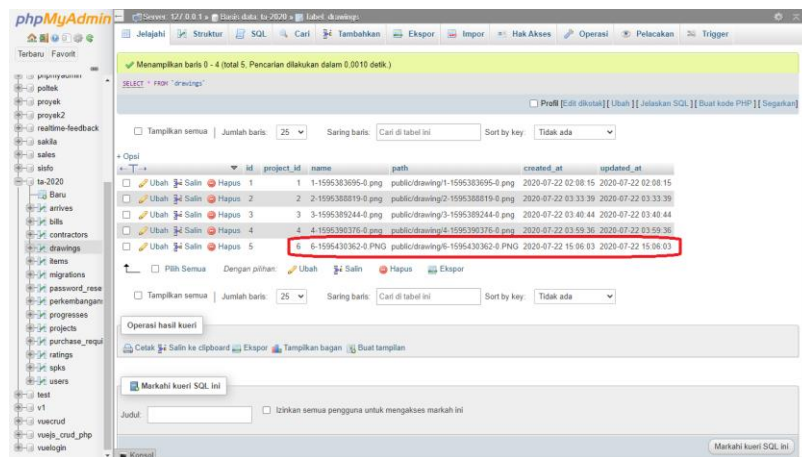 phpMyAdmin
Server: 127.0.0.1 » Basis data: ta-2020 » Tabel: drawings
Jelajahi Struktur SQL Cari Tambahkan Ekspor Impor Hak Akses Operasi Pelacakan Trigger
Terbaru Favorit
phpmyadmin
poltek
proyek
proyek2
realtime-feedback
sakila
sales
sisfo
ta-2020
Baru
arrives
bills
contractors
drawings
items
migrations
password_rese
perkembangan
progresses
projects
purchase_requi
ratings
spks
users
test
v1
vuecrud
vuejs_crud_php
vuelogin
Menampilkan baris 0 - 4 (total 5, Pencarian dilakukan dalam 0,0010 detik.)
SELECT * FROM `drawings`
Profil [Edit dikotak] [ Ubah ] [ Jelaskan SQL ] [ Buat kode PHP ] [ Segarkan]
Tampilkan semua | Jumlah baris: 25 Saring baris: Cari di tabel ini Sort by key: Tidak ada
+ Opsi
←T→ id project_id name path created_at updated_at
Ubah Salin Hapus 1 1 1-1595383695-0.png public/drawing/1-1595383695-0.png 2020-07-22 02:08:15 2020-07-22 02:08:15
Ubah Salin Hapus 2 2 2-1595388819-0.png public/drawing/2-1595388819-0.png 2020-07-22 03:33:39 2020-07-22 03:33:39
Ubah Salin Hapus 3 3 3-1595389244-0.png public/drawing/3-1595389244-0.png 2020-07-22 03:40:44 2020-07-22 03:40:44
Ubah Salin Hapus 4 4 4-1595390376-0.png public/drawing/4-1595390376-0.png 2020-07-22 03:59:36 2020-07-22 03:59:36
Ubah Salin Hapus 5 6 6-1595430362-0.PNG public/drawing/6-1595430362-0.PNG 2020-07-22 15:06:03 2020-07-22 15:06:03
Pilih Semua Dengan pilihan: Ubah Salin Hapus Ekspor
Tampilkan semua | Jumlah baris: 25 Saring baris: Cari di tabel ini Sort by key: Tidak ada
Operasi hasil kueri
Cetak Salin ke clipboard Ekspor Tampilkan bagan Buat tampilan
Markahi kueri SQL ini
Judul: Izinkan semua pengguna untuk mengakses markah ini
Markahi kueri SQL ini
Konsol